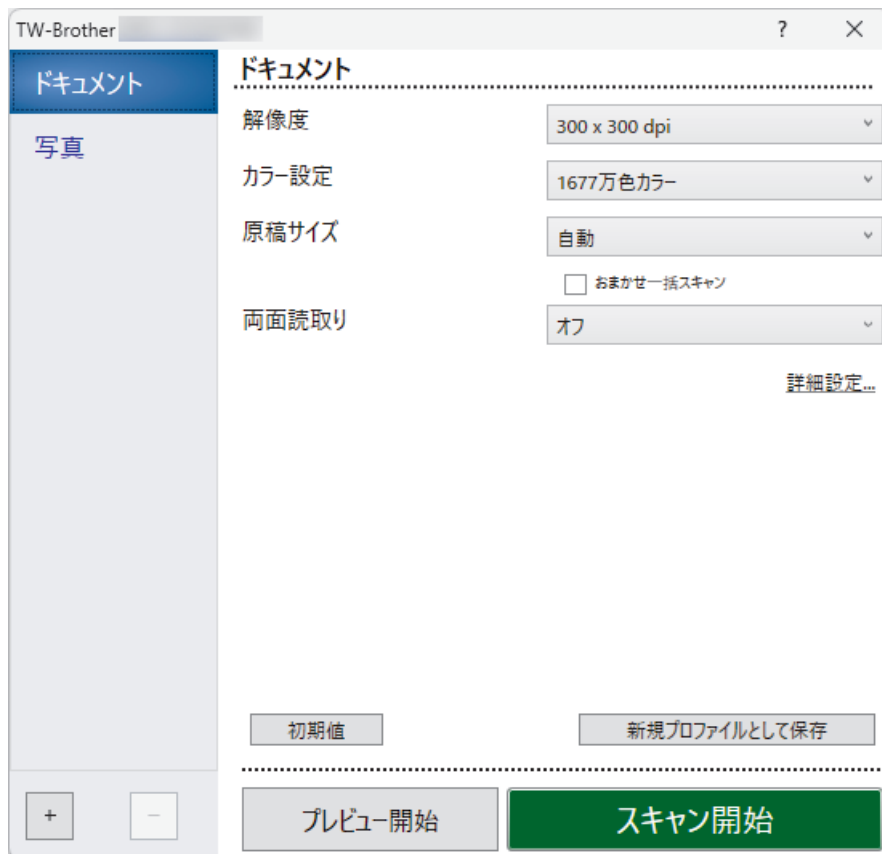 TW-Brother
?
ドキュメント
写真
ドキュメント
解像度
300 x 300 dpi
カラー設定
1677万色カラー
原稿サイズ
自動
おまかせ一括スキャン
両面読取り
オフ
詳細設定...
初期値
新規プロファイルとして保存
+
−
プレビュー開始
スキャン開始